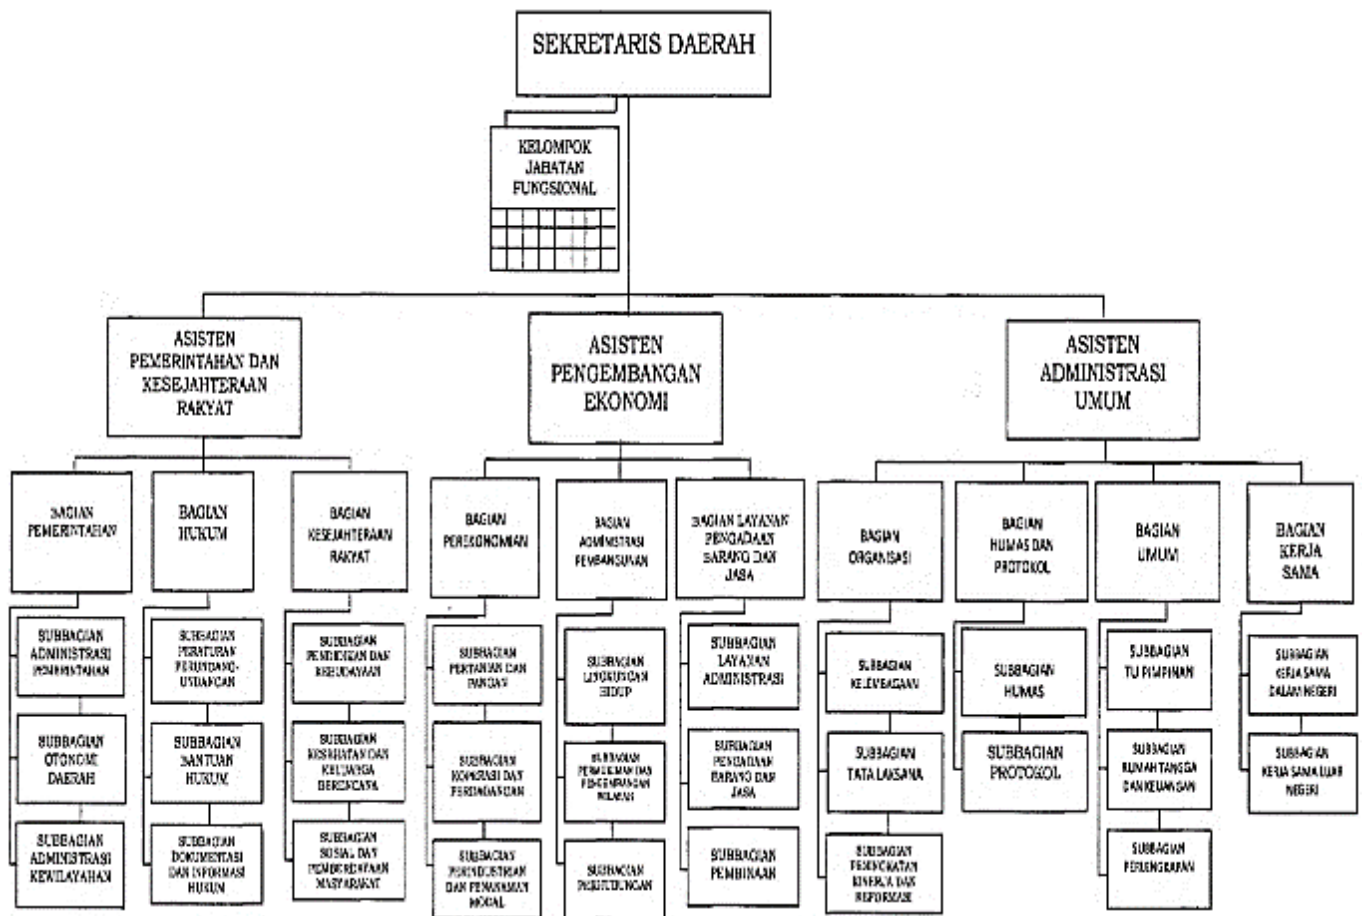 SEKRETARIS DAERAH
KELOMPOK
JABATAN
FUNGSIONAL
ASISTEN
PEMERINTAHAN DAN
KESEJAHTERAAN
RAKYAT
ASISTEN
PENGEMBANGAN
EKONOMI
ASISTEN
ADMINISTRASI
UMUM
BAGIAN
PEMERINTAHAN
BAGIAN
HUKUM
BAGIAN
KESEJAHTERAAN
RAKYAT
BAGIAN
PEREKONOMIAN
BAGIAN
ADMINISTRASI
PEMBANGUNAN
BAGIAN LAYANAN
PENGADAAN
BARANG DAN
JASA
BAGIAN
ORGANISASI
BAGIAN
HUMAS DAN
PROTOKOL
BAGIAN
UMUM
BAGIAN
KERJA
SAMA
SUBBAGIAN
ADMINISTRASI
PEMERINTAHAN
SUBBAGIAN
PERATURAN
PERUNDANG-
UNDANGAN
SUBBAGIAN
PENDIDIKAN DAN
KEBUDAYAAN
SUBBAGIAN
PERTANIAN DAN
PANGAN
SUBBAGIAN
LINGKUNGAN
HIDUP
SUBBAGIAN
LAYANAN
ADMINISTRASI
SUBBAGIAN
KELEMBAGAAN
SUBBAGIAN
HUMAS
SUBBAGIAN
TU PIMPINAN
SUBBAGIAN
KERJA SAMA
DALAM NEGERI
SUBBAGIAN
OTONOMI
DAERAH
SUBBAGIAN
BANTUAN
HUKUM
SUBBAGIAN
KESEHATAN DAN
KELUARGA
BERENCANA
SUBBAGIAN
KOPERASI DAN
PERDAGANGAN
SUBBAGIAN
PERMUKIMAN DAN
PENGEMBANGAN
WILAYAH
SUBBAGIAN
PENGADAAN
BARANG DAN
JASA
SUBBAGIAN
TATA LAKSANA
SUBBAGIAN
PROTOKOL
SUBBAGIAN
RUMAH TANGGA
DAN KEUANGAN
SUBBAGIAN
KERJA SAMA LUAR
NEGERI
SUBBAGIAN
ADMINISTRASI
KEWILAYAHAN
SUBBAGIAN
DOKUMENTASI
DAN INFORMASI
HUKUM
SUBBAGIAN
SOSIAL DAN
PEMBERDAYAAN
MASYARAKAT
SUBBAGIAN
PERINDUSTRIAN
DAN PENANAMAN
MODAL
SUBBAGIAN
PERHUBUNGAN
SUBBAGIAN
PEMBINAAN
SUBBAGIAN
PENINGKATAN
KINERJA DAN
REFORMASI
SUBBAGIAN
PERLENGKAPAN